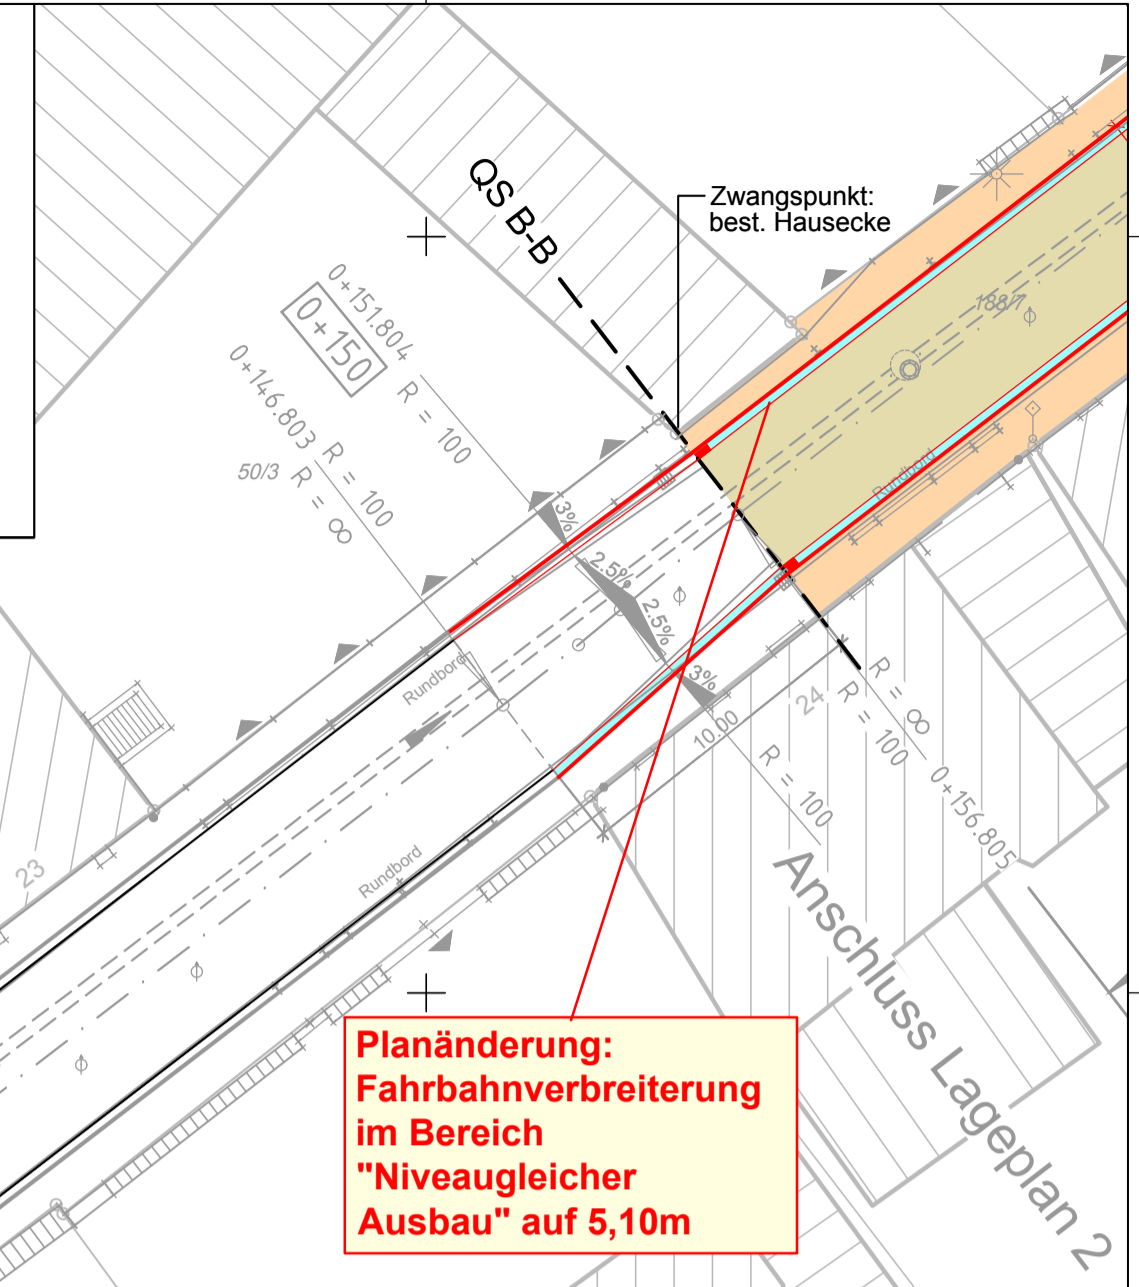 QS B-B
Zwangspunkt:
best. Hausecke
0+151.804
R = 100
0+150
0+146.803
R = 100
50/3
R = ∞
188/7
3%
2.5%
2.5%
3%
Rundbord
Rundbord
Rundbord
10.00
24
R = ∞
R = 100
0+156.805
R = 100
23
Anschluss Lageplan 2
Planänderung:
Fahrbahnverbreiterung
im Bereich
"Niveaugleicher
Ausbau" auf 5,10m